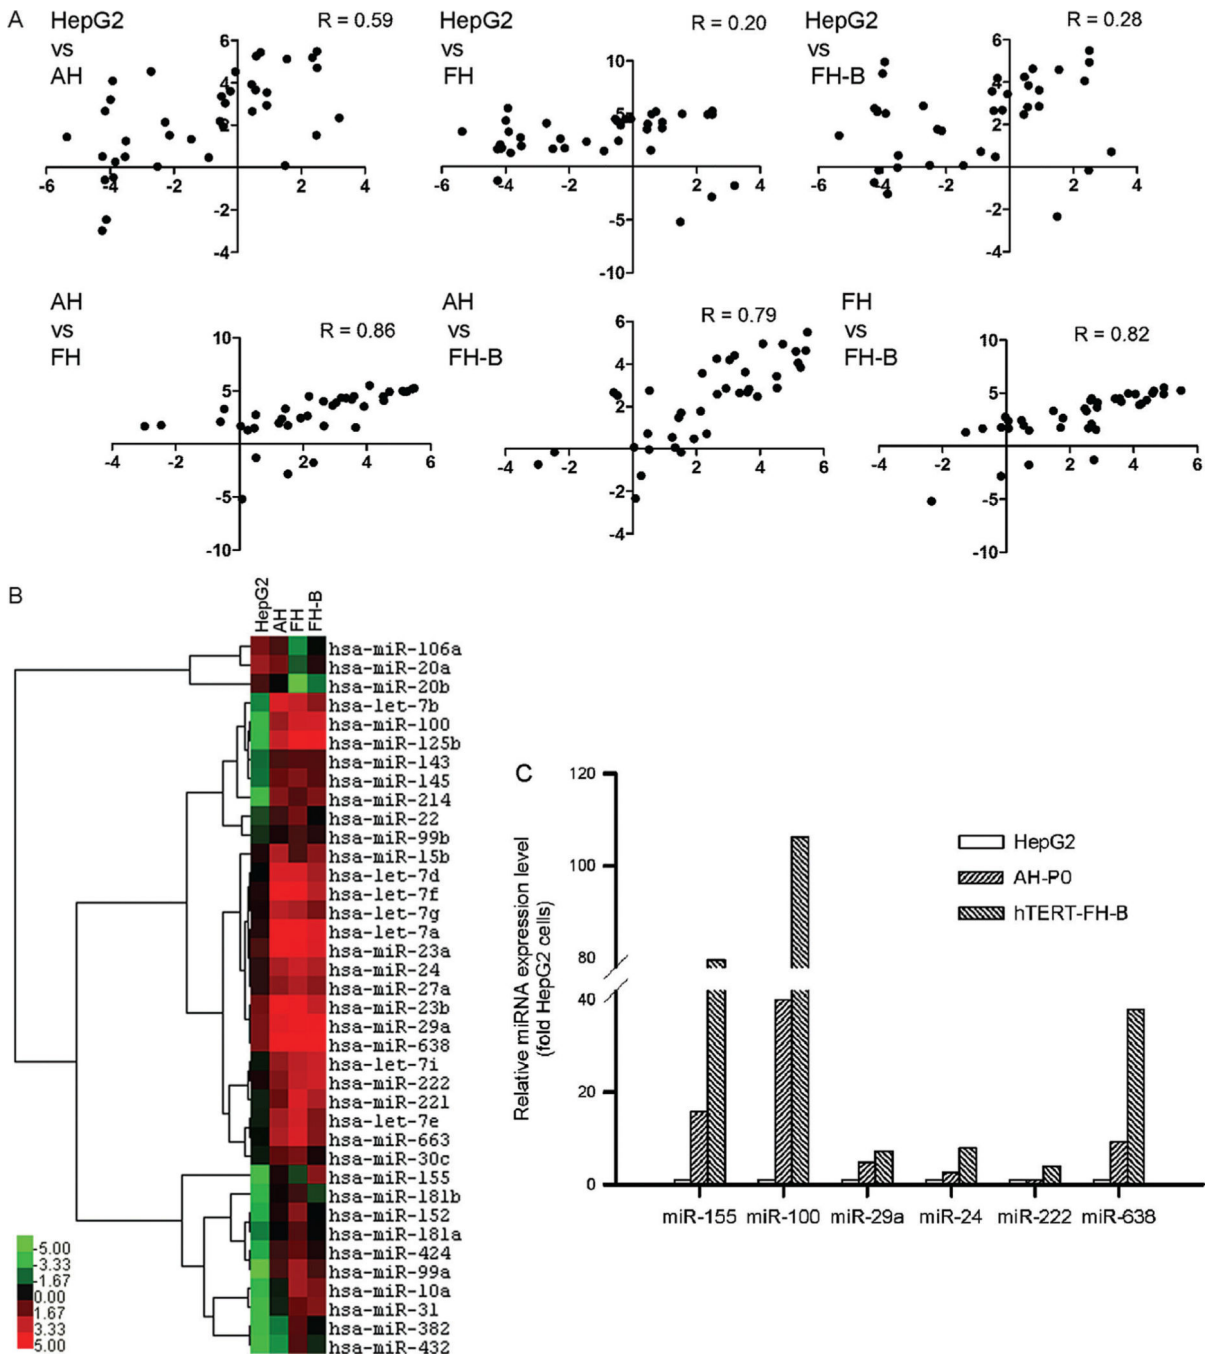 A
HepG2
vs
AH
R = 0.59
6
4
2
-6
-4
-2
2
4
-2
-4
HepG2
vs
FH
R = 0.20
10
5
-6
-4
-2
0
2
4
-5
-10
HepG2
vs
FH-B
R = 0.28
6
4
2
-6
-4
-2
2
4
-2
-4
AH
vs
FH
R = 0.86
10
5
-4
-2
0
2
4
6
-5
-10
AH
vs
FH-B
R = 0.79
6
4
2
-4
-2
2
4
6
-2
-4
FH
vs
FH-B
R = 0.82
10
5
-4
-2
0
2
4
6
-5
-10
B
HepG2
AH
FH
FH-B
hsa-miR-106a
hsa-miR-20a
hsa-miR-20b
hsa-let-7b
hsa-miR-100
hsa-miR-125b
hsa-miR-143
hsa-miR-145
hsa-miR-214
hsa-miR-22
hsa-miR-99b
hsa-miR-15b
hsa-let-7d
hsa-let-7f
hsa-let-7g
hsa-let-7a
hsa-miR-23a
hsa-miR-24
hsa-miR-27a
hsa-miR-23b
hsa-miR-29a
hsa-miR-638
hsa-let-7i
hsa-miR-222
hsa-miR-221
hsa-let-7e
hsa-miR-663
hsa-miR-30c
hsa-miR-155
hsa-miR-181b
hsa-miR-152
hsa-miR-181a
hsa-miR-424
hsa-miR-99a
hsa-miR-10a
hsa-miR-31
hsa-miR-382
hsa-miR-432
-5.00
-3.33
-1.67
0.00
1.67
3.33
5.00
C
Relative miRNA expression level
(fold HepG2 cells)
120
100
80
40
20
0
HepG2
AH-P0
hTERT-FH-B
miR-155
miR-100
miR-29a
miR-24
miR-222
miR-638